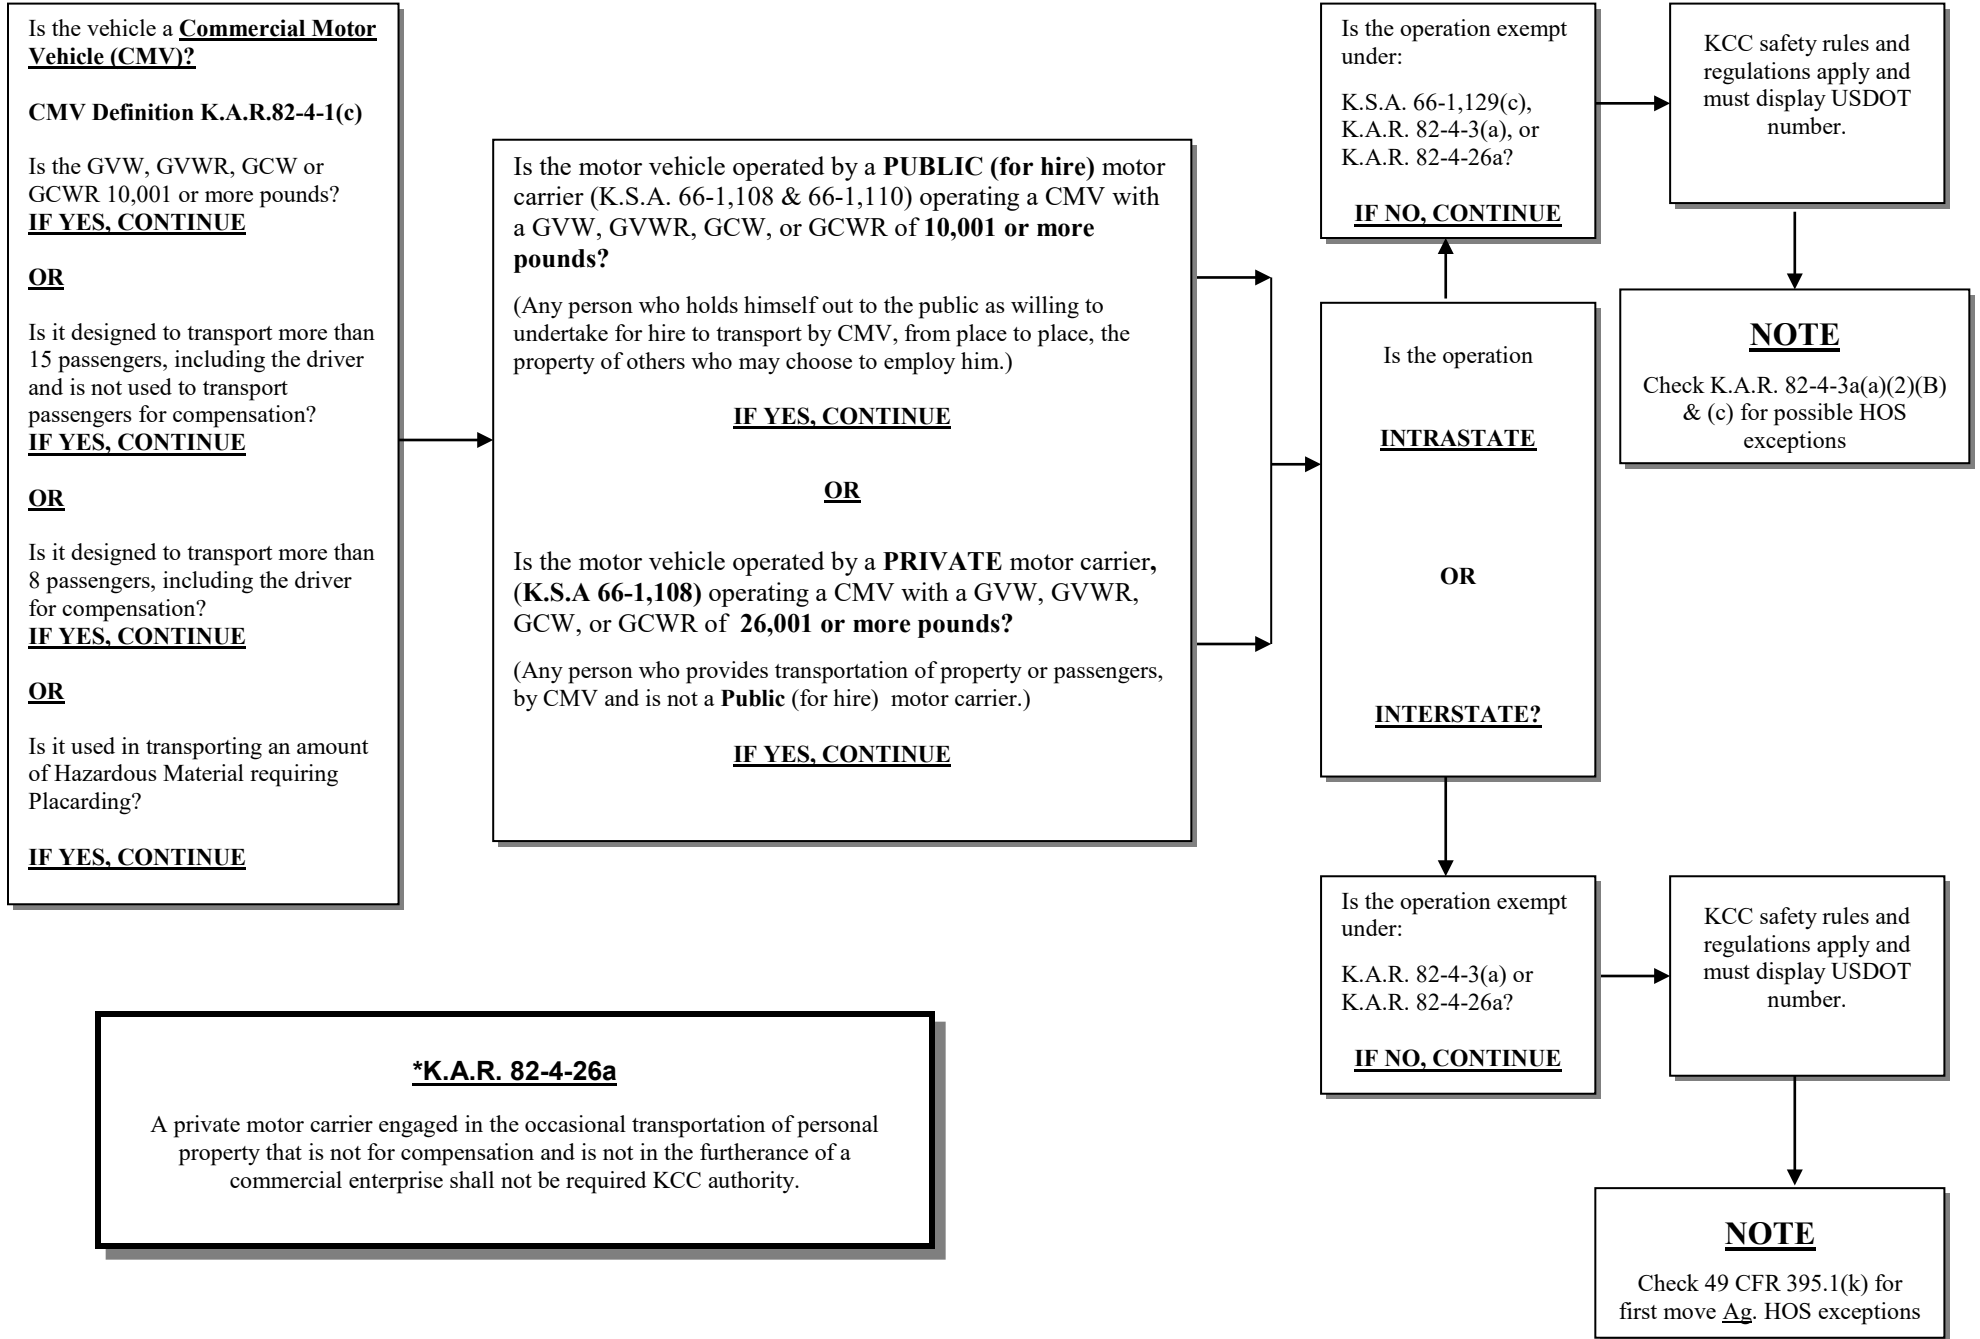 Is the vehicle a Commercial Motor
Vehicle (CMV)?
CMV Definition K.A.R.82-4-1(c)
Is the GVW, GVWR, GCW or
GCWR 10,001 or more pounds?
IF YES, CONTINUE
OR
Is it designed to transport more than
15 passengers, including the driver
and is not used to transport
passengers for compensation?
IF YES, CONTINUE
OR
Is it designed to transport more than
8 passengers, including the driver
for compensation?
IF YES, CONTINUE
OR
Is it used in transporting an amount
of Hazardous Material requiring
Placarding?
IF YES, CONTINUE
Is the motor vehicle operated by a PUBLIC (for hire) motor
carrier (K.S.A. 66-1,108 & 66-1,110) operating a CMV with
a GVW, GVWR, GCW, or GCWR of 10,001 or more
pounds?
(Any person who holds himself out to the public as willing to
undertake for hire to transport by CMV, from place to place, the
property of others who may choose to employ him.)
IF YES, CONTINUE
OR
Is the motor vehicle operated by a PRIVATE motor carrier,
(K.S.A 66-1,108) operating a CMV with a GVW, GVWR,
GCW, or GCWR of 26,001 or more pounds?
(Any person who provides transportation of property or passengers,
by CMV and is not a Public (for hire) motor carrier.)
IF YES, CONTINUE
Is the operation
INTRASTATE
OR
INTERSTATE?
Is the operation exempt
under:
K.S.A. 66-1,129(c),
K.A.R. 82-4-3(a), or
K.A.R. 82-4-26a?
IF NO, CONTINUE
KCC safety rules and
regulations apply and
must display USDOT
number.
NOTE
Check K.A.R. 82-4-3a(a)(2)(B)
& (c) for possible HOS
exceptions
Is the operation exempt
under:
K.A.R. 82-4-3(a) or
K.A.R. 82-4-26a?
IF NO, CONTINUE
KCC safety rules and
regulations apply and
must display USDOT
number.
NOTE
Check 49 CFR 395.1(k) for
first move Ag. HOS exceptions
*K.A.R. 82-4-26a
A private motor carrier engaged in the occasional transportation of personal
property that is not for compensation and is not in the furtherance of a
commercial enterprise shall not be required KCC authority.